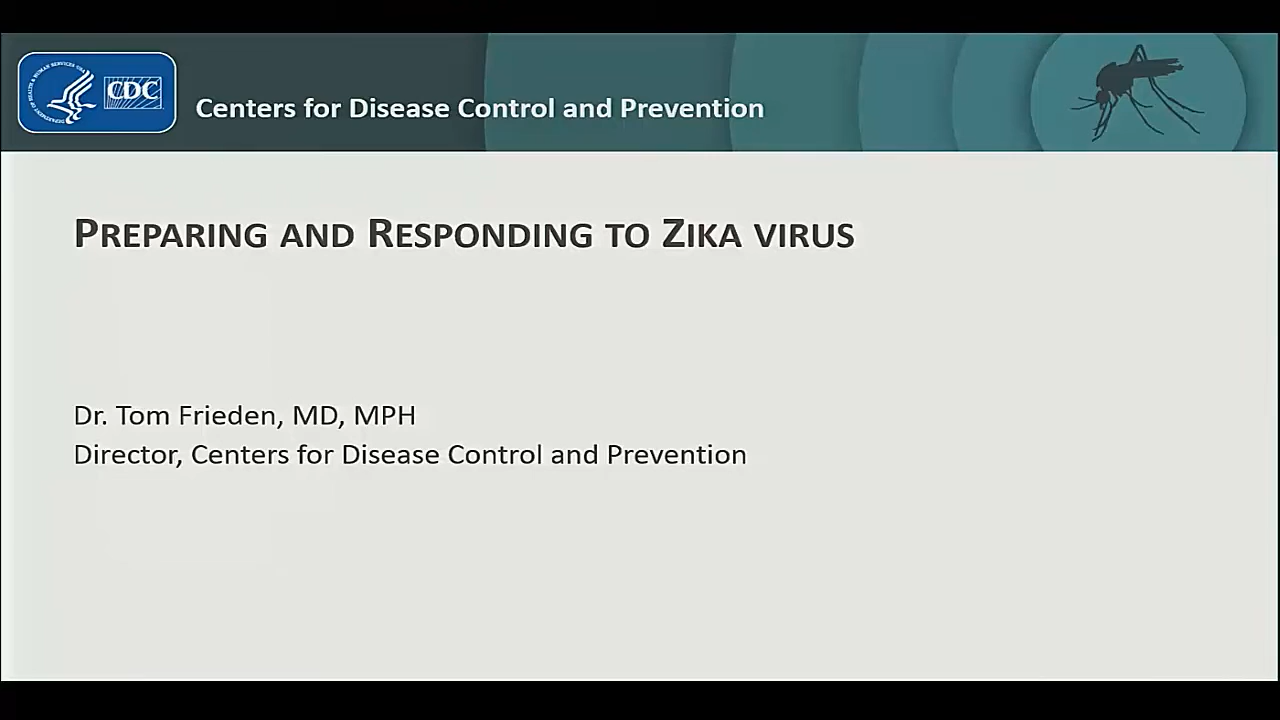 CDC
Centers for Disease Control and Prevention
PREPARING AND RESPONDING TO ZIKA VIRUS
Dr. Tom Frieden, MD, MPH
Director, Centers for Disease Control and Prevention